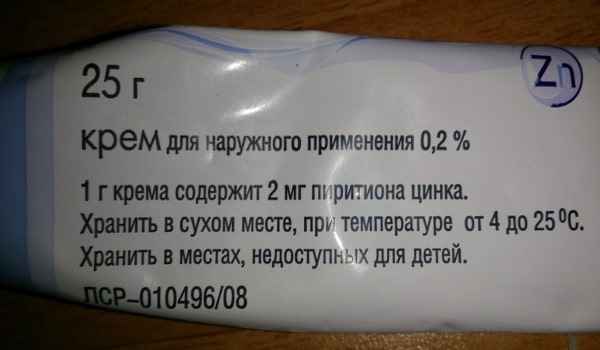 25 г
Zn
крем для наружного применения 0,2 %
1 г крема содержит 2 мг пиритиона цинка.
Хранить в сухом месте, при температуре от 4 до 25 ⁰С.
Хранить в местах, недоступных для детей.
ЛСР–010496/08